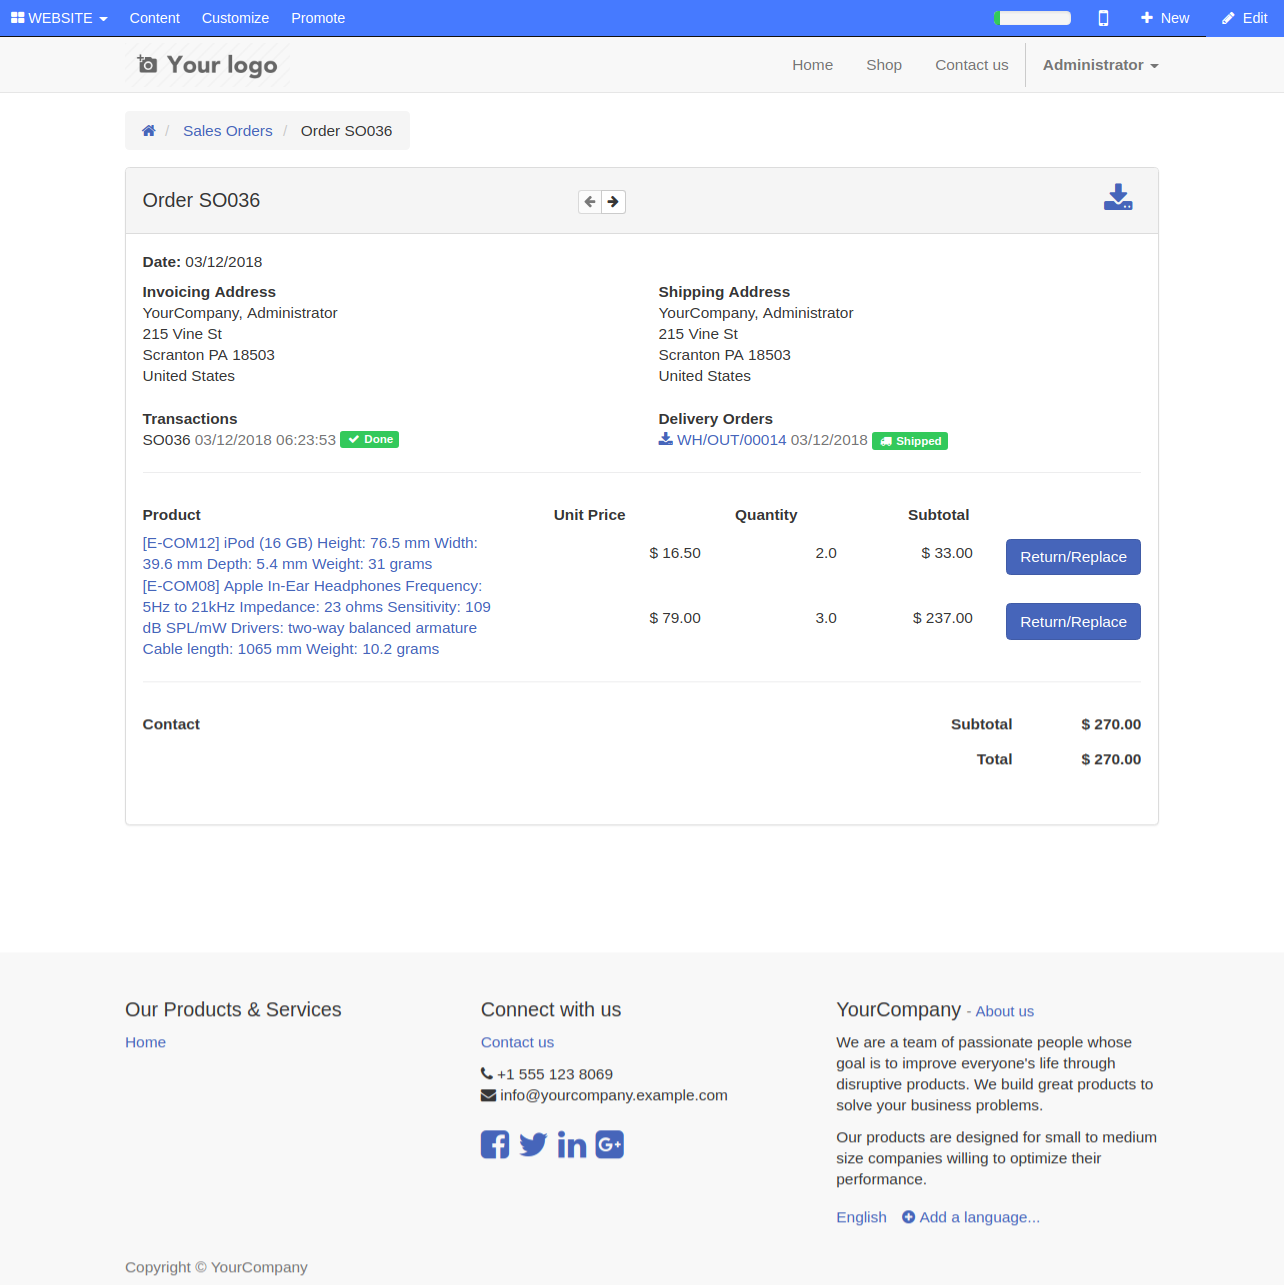 WEBSITE Content Customize Promote New Edit
Your logo Home Shop Contact us Administrator
/ Sales Orders / Order SO036
Order SO036
Date: 03/12/2018
Invoicing Address
YourCompany, Administrator
215 Vine St
Scranton PA 18503
United States
Shipping Address
YourCompany, Administrator
215 Vine St
Scranton PA 18503
United States
Transactions
SO036 03/12/2018 06:23:53 Done
Delivery Orders
WH/OUT/00014 03/12/2018 Shipped
Product Unit Price Quantity Subtotal
[E-COM12] iPod (16 GB) Height: 76.5 mm Width:
39.6 mm Depth: 5.4 mm Weight: 31 grams
$ 16.50 2.0 $ 33.00 Return/Replace
[E-COM08] Apple In-Ear Headphones Frequency:
5Hz to 21kHz Impedance: 23 ohms Sensitivity: 109
dB SPL/mW Drivers: two-way balanced armature
Cable length: 1065 mm Weight: 10.2 grams
$ 79.00 3.0 $ 237.00 Return/Replace
Contact
Subtotal $ 270.00
Total $ 270.00
Our Products & Services
Home
Connect with us
Contact us
+1 555 123 8069
info@yourcompany.example.com
YourCompany - About us
We are a team of passionate people whose
goal is to improve everyone's life through
disruptive products. We build great products to
solve your business problems.
Our products are designed for small to medium
size companies willing to optimize their
performance.
English Add a language...
Copyright © YourCompany